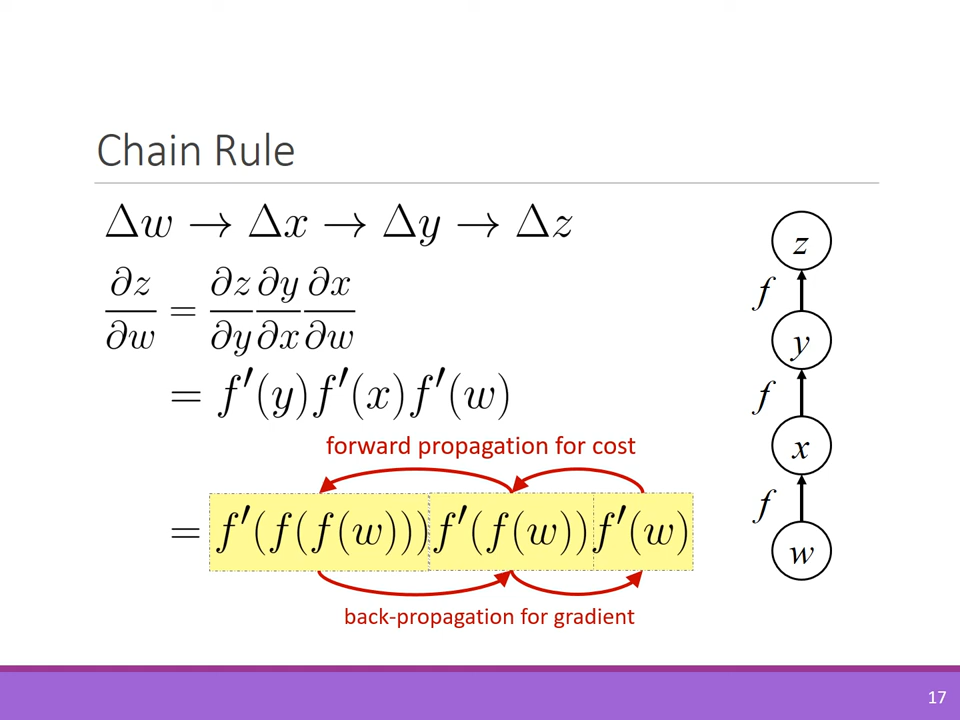 Chain Rule
Δw → Δx → Δy → Δz
∂z/∂w = ∂z/∂y ∂y/∂x ∂x/∂w
= f′(y)f′(x)f′(w)
forward propagation for cost
= f′(f(f(w)))f′(f(w))f′(w)
back-propagation for gradient
z
f
y
f
x
f
w
17